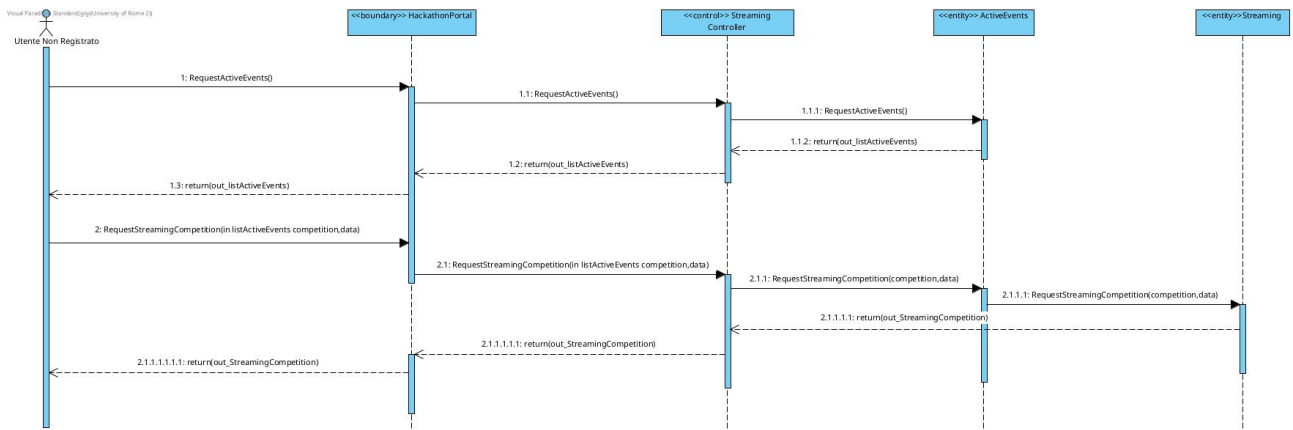 Visual Paradigm Standard(gigi(University of Rome 2))
Utente Non Registrato
<<boundary>> HackathonPortal
<<control>> Streaming
Controller
<<entity>> ActiveEvents
<<entity>>Streaming
1: RequestActiveEvents()
1.1: RequestActiveEvents()
1.1.1: RequestActiveEvents()
1.1.2: return(out_listActiveEvents)
1.2: return(out_listActiveEvents)
1.3: return(out_listActiveEvents)
2: RequestStreamingCompetition(in listActiveEvents competition,data)
2.1: RequestStreamingCompetition(in listActiveEvents competition,data)
2.1.1: RequestStreamingCompetition(competition,data)
2.1.1.1: RequestStreamingCompetition(competition,data)
2.1.1.1.1: return(out_StreamingCompetition)
2.1.1.1.1.1: return(out_StreamingCompetition)
2.1.1.1.1.1.1: return(out_StreamingCompetition)